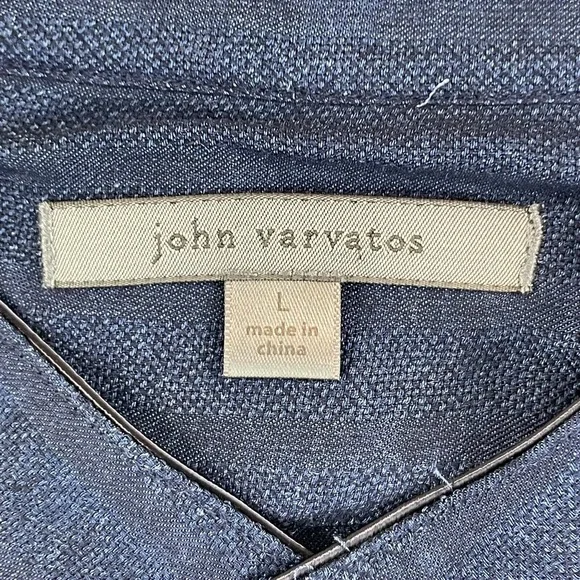 john varvatos
L
made in
china